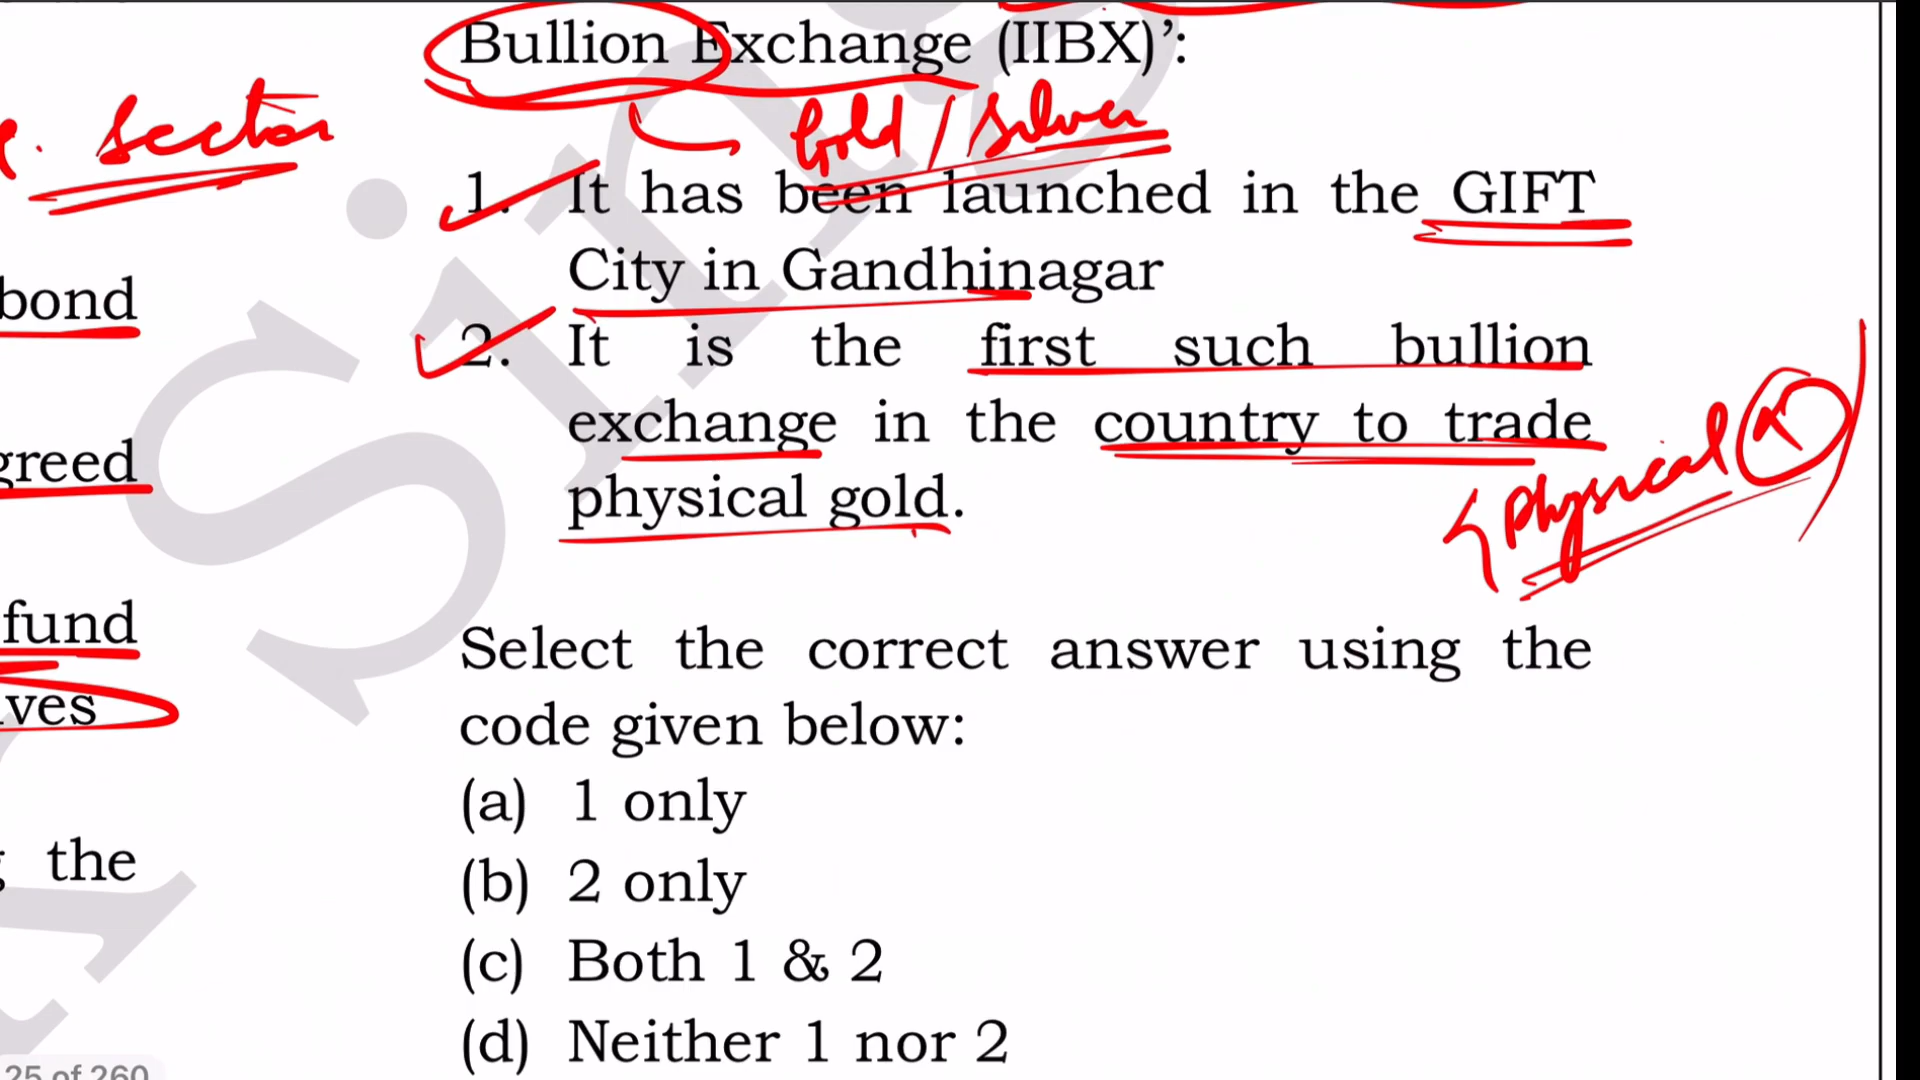 Bullion Exchange (IIBX)’:
Gold / Silver
sector
1. It has been launched in the GIFT
City in Gandhinagar
bond
2. It is the first such bullion
exchange in the country to trade
physical gold.
physical
greed
fund
ves
Select the correct answer using the
code given below:
(a) 1 only
the
(b) 2 only
(c) Both 1 & 2
(d) Neither 1 nor 2
25 of 260